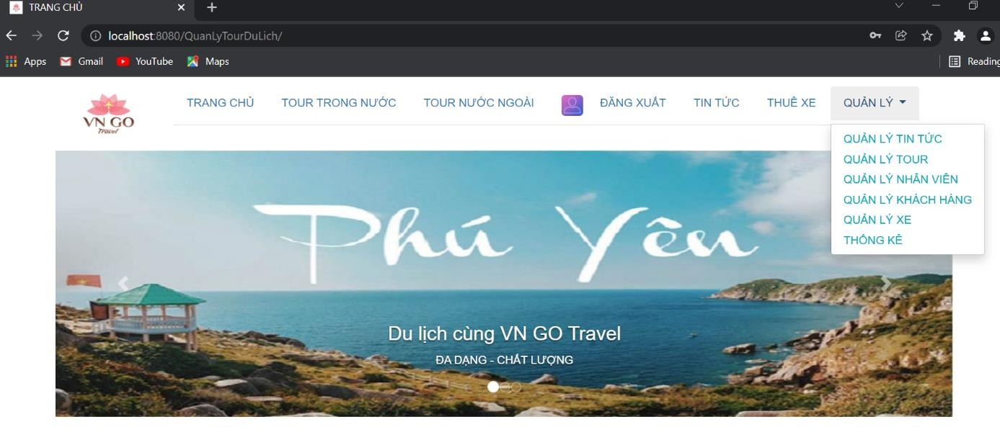 TRANG CHỦ
localhost:8080/QuanLyTourDuLich/
Apps Gmail YouTube Maps Reading
VN GO
Travel
TRANG CHỦ TOUR TRONG NƯỚC TOUR NƯỚC NGOÀI ĐĂNG XUẤT TIN TỨC THUÊ XE QUẢN LÝ
QUẢN LÝ TIN TỨC
QUẢN LÝ TOUR
QUẢN LÝ NHÂN VIÊN
QUẢN LÝ KHÁCH HÀNG
QUẢN LÝ XE
THỐNG KÊ
Phú Yên
Du lịch cùng VN GO Travel
ĐA DẠNG - CHẤT LƯỢNG